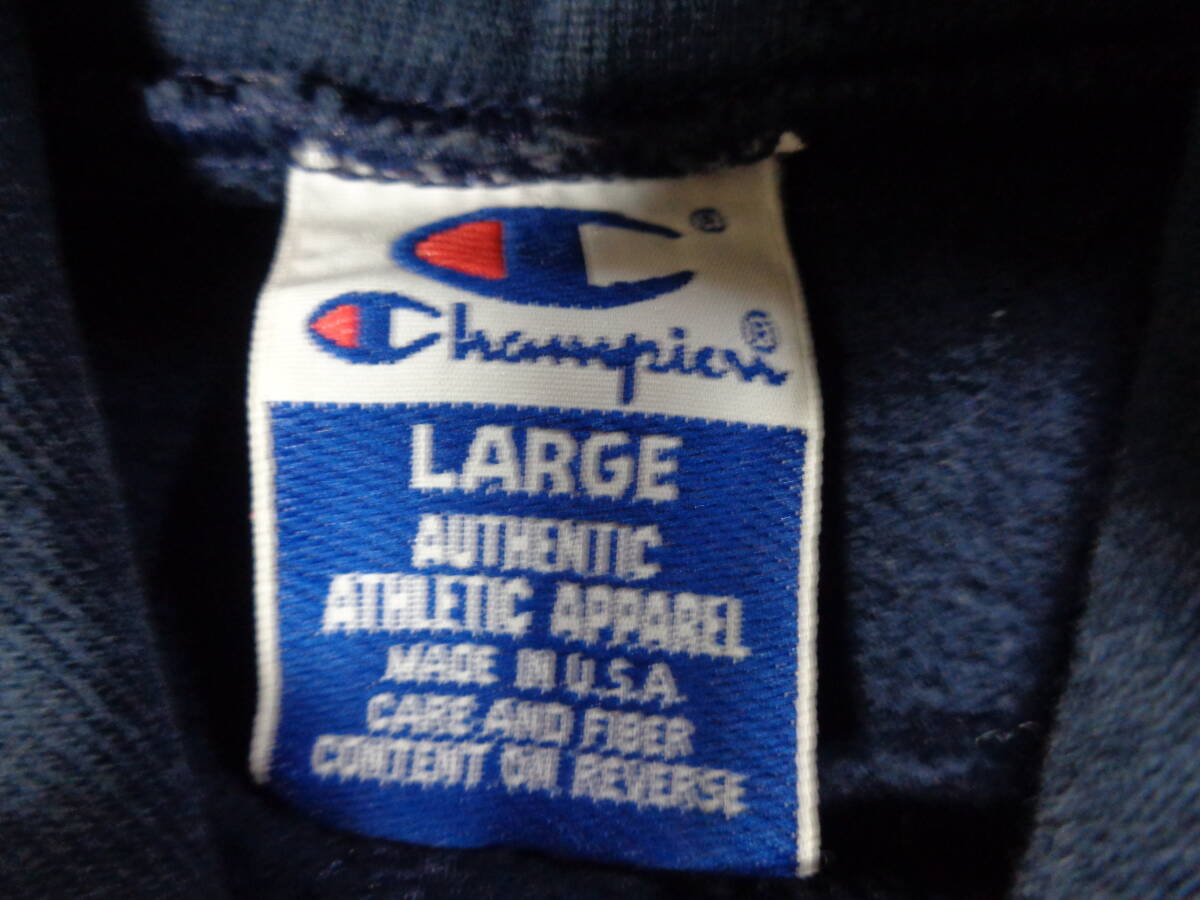 ®
Champion®
LARGE
AUTHENTIC
ATHLETIC APPAREL
MADE IN U.S.A.
CARE AND FIBER
CONTENT ON REVERSE